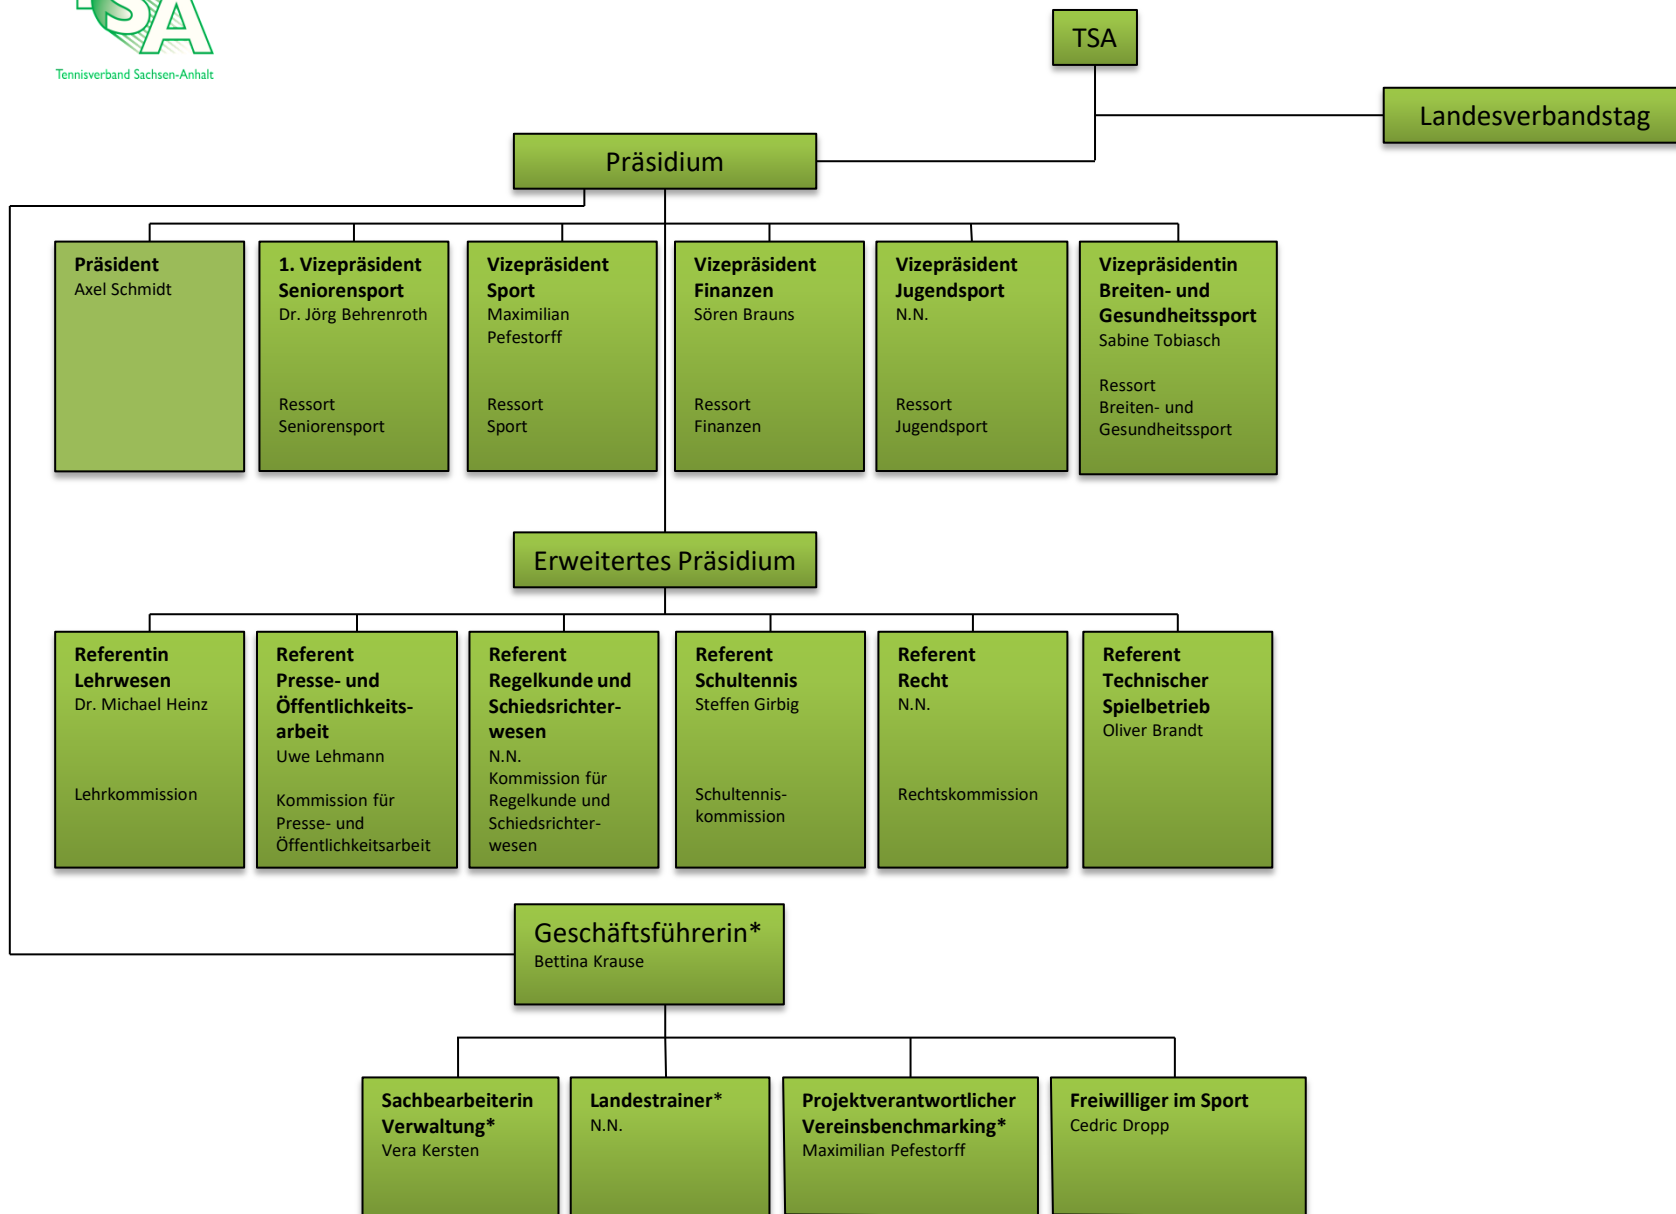 TSA
Tennisverband Sachsen-Anhalt
TSA
Landesverbandstag
Präsidium
Präsident
Axel Schmidt
1. Vizepräsident
Seniorensport
Dr. Jörg Behrenroth
Ressort
Seniorensport
Vizepräsident
Sport
Maximilian
Pefestorff
Ressort
Sport
Vizepräsident
Finanzen
Sören Brauns
Ressort
Finanzen
Vizepräsident
Jugendsport
N.N.
Ressort
Jugendsport
Vizepräsidentin
Breiten- und
Gesundheitssport
Sabine Tobiasch
Ressort
Breiten- und
Gesundheitssport
Erweitertes Präsidium
Referentin
Lehrwesen
Dr. Michael Heinz
Lehrkommission
Referent
Presse- und
Öffentlichkeits-
arbeit
Uwe Lehmann
Kommission für
Presse- und
Öffentlichkeitsarbeit
Referent
Regelkunde und
Schiedsrichter-
wesen
N.N.
Kommission für
Regelkunde und
Schiedsrichter-
wesen
Referent
Schultennis
Steffen Girbig
Schultennis-
kommission
Referent
Recht
N.N.
Rechtskommission
Referent
Technischer
Spielbetrieb
Oliver Brandt
Geschäftsführerin*
Bettina Krause
Sachbearbeiterin
Verwaltung*
Vera Kersten
Landestrainer*
N.N.
Projektverantwortlicher
Vereinsbenchmarking*
Maximilian Pefestorff
Freiwilliger im Sport
Cedric Dropp